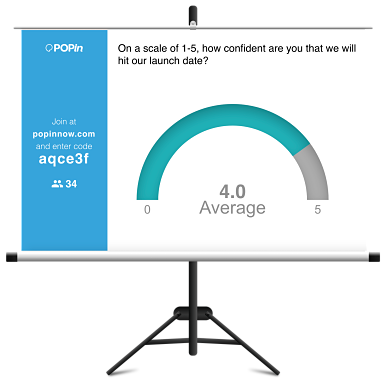 POPin
Join at
popinnow.com
and enter code
aqce3f
34
On a scale of 1-5, how confident are you that we will
hit our launch date?
4.0
Average
0
5